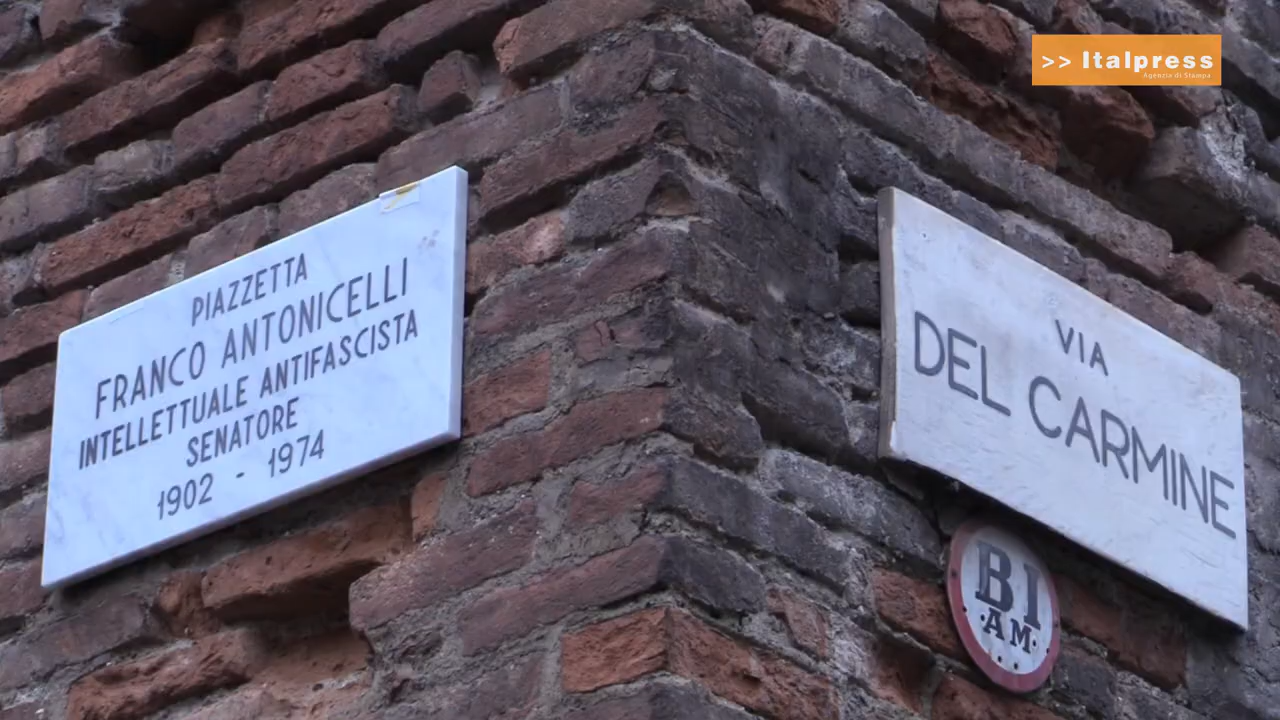 >> Italpress
Agenzia di Stampa
PIAZZETTA
FRANCO ANTONICELLI
INTELLETTUALE ANTIFASCISTA
SENATORE
1902 - 1974
VIA
DEL CARMINE
BI
·AM·